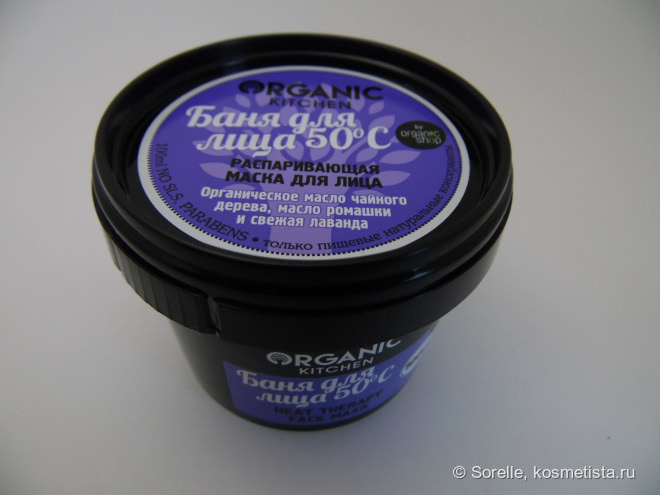 ORGANIC
KITCHEN
Баня для
лица 50°С
by
organic
shop
РАСПАРИВАЮЩАЯ
МАСКА ДЛЯ ЛИЦА
Органическое масло чайного
дерева, масло ромашки
и свежая лаванда
100ml NO SLS, PARABENS • только пищевые натуральные консерванты
ORGANIC
KITCHEN
Баня для
лица 50°С
HEAT THERAPY
FACE MASK
© Sorelle, kosmetista.ru